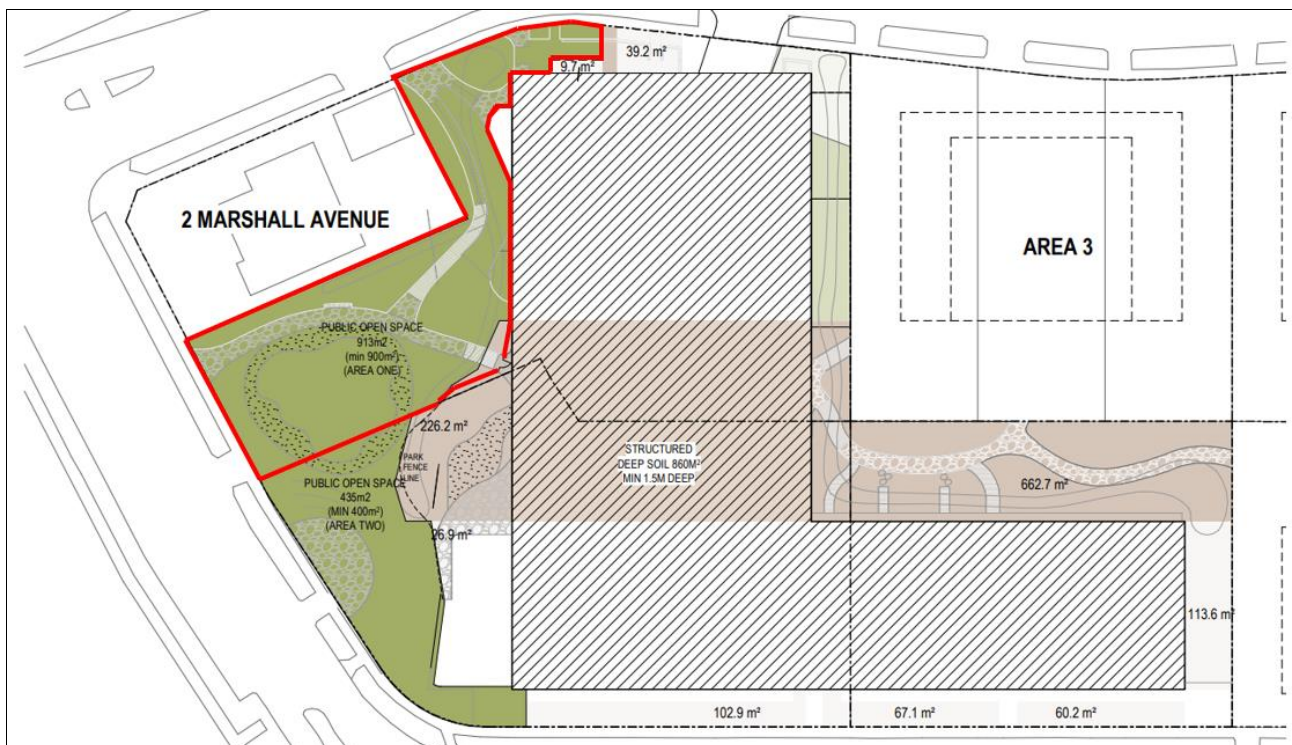 39.2 m²
9.7 m²
2 MARSHALL AVENUE
AREA 3
PUBLIC OPEN SPACE
913m2
(min 900m²)
(AREA ONE)
226.2 m²
PARK
FENCE
LINE
PUBLIC OPEN SPACE
435m2
(MIN 400m²)
(AREA TWO)
26.9 m²
STRUCTURED
DEEP SOIL 860M²
MIN 1.5M DEEP
662.7 m²
113.6 m²
102.9 m²
67.1 m²
60.2 m²